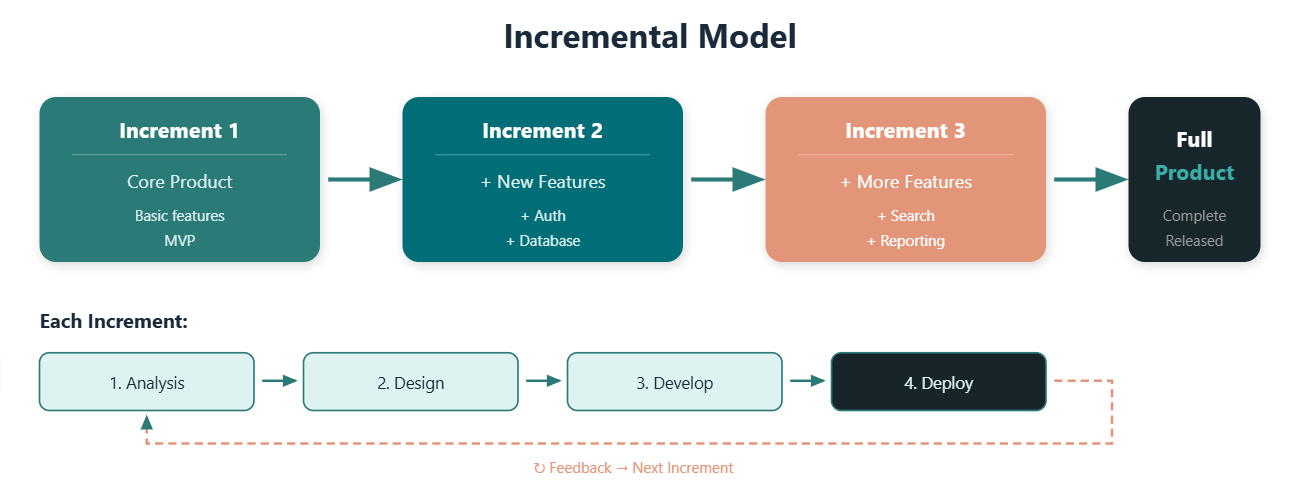 Incremental Model
Increment 1
Core Product
Basic features
MVP
Increment 2
+ New Features
+ Auth
+ Database
Increment 3
+ More Features
+ Search
+ Reporting
Full
Product
Complete
Released
Each Increment:
1. Analysis
2. Design
3. Develop
4. Deploy
↻ Feedback → Next Increment